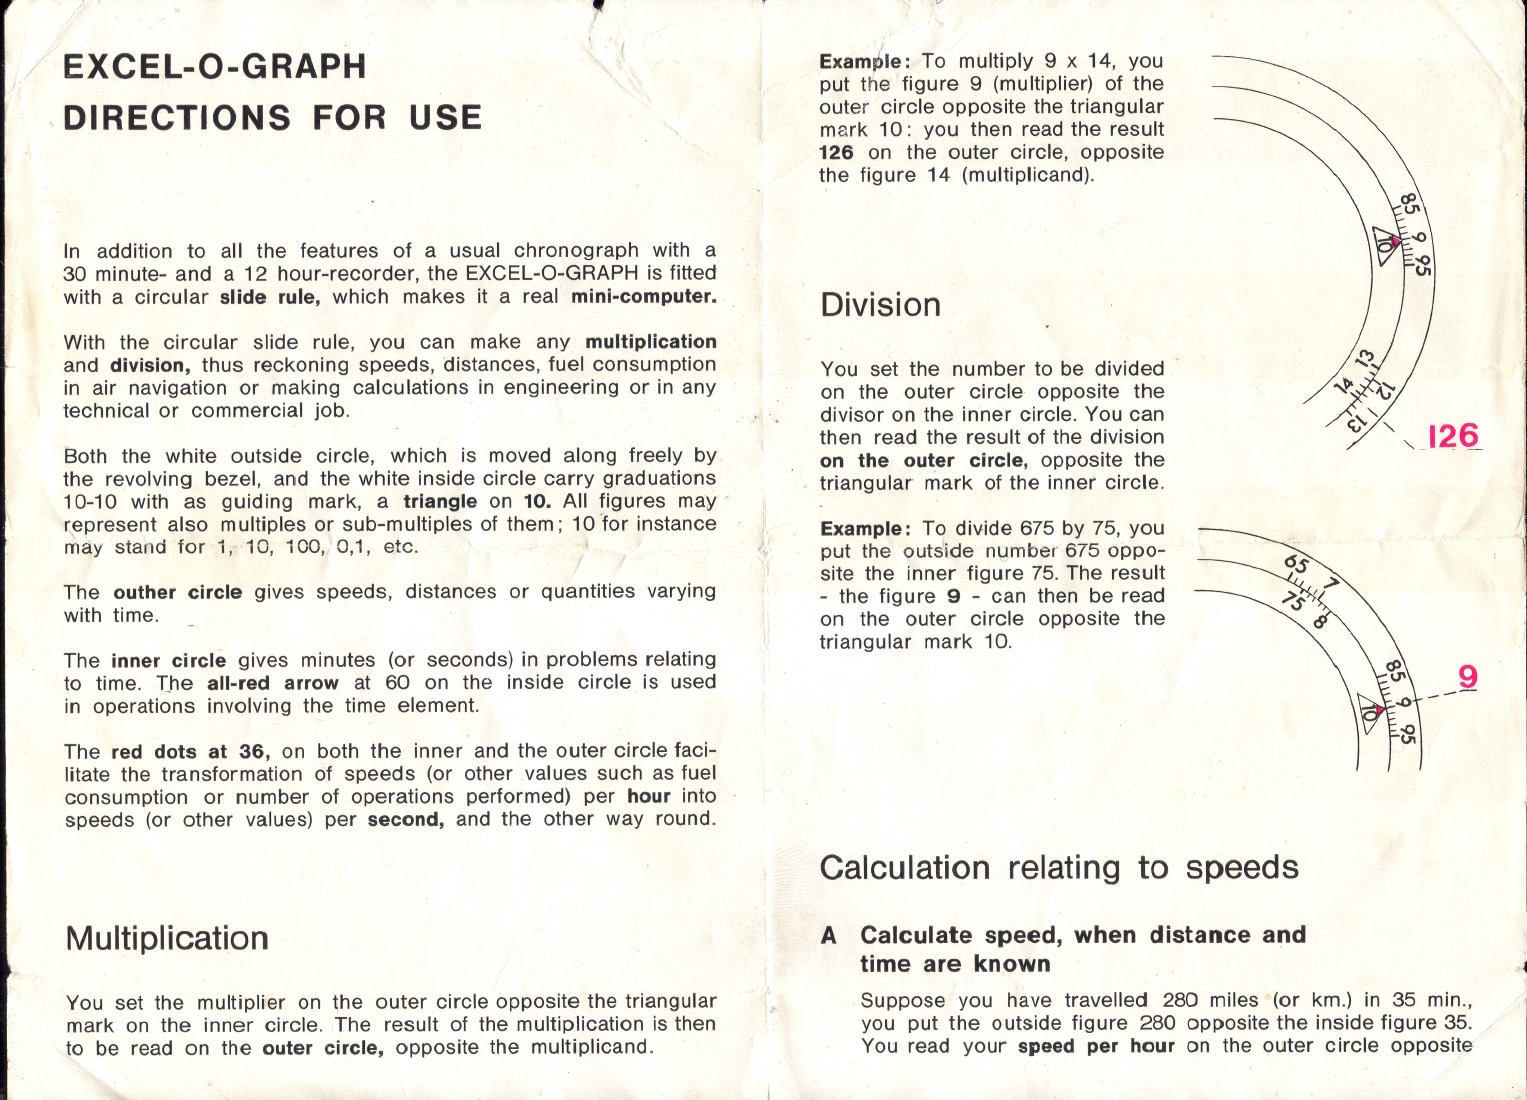 EXCEL-O-GRAPH
DIRECTIONS FOR USE
In addition to all the features of a usual chronograph with a
30 minute- and a 12 hour-recorder, the EXCEL-O-GRAPH is fitted
with a circular slide rule, which makes it a real mini-computer.
With the circular slide rule, you can make any multiplication
and division, thus reckoning speeds, distances, fuel consumption
in air navigation or making calculations in engineering or in any
technical or commercial job.
Both the white outside circle, which is moved along freely by
the revolving bezel, and the white inside circle carry graduations
10-10 with as guiding mark, a triangle on 10. All figures may
represent also multiples or sub-multiples of them; 10 for instance
may stand for 1, 10, 100, 0,1, etc.
The outher circle gives speeds, distances or quantities varying
with time.
The inner circle gives minutes (or seconds) in problems relating
to time. The all-red arrow at 60 on the inside circle is used
in operations involving the time element.
The red dots at 36, on both the inner and the outer circle faci-
litate the transformation of speeds (or other values such as fuel
consumption or number of operations performed) per hour into
speeds (or other values) per second, and the other way round.
Multiplication
You set the multiplier on the outer circle opposite the triangular
mark on the inner circle. The result of the multiplication is then
to be read on the outer circle, opposite the multiplicand.
Example: To multiply 9 x 14, you
put the figure 9 (multiplier) of the
outer circle opposite the triangular
mark 10: you then read the result
126 on the outer circle, opposite
the figure 14 (multiplicand).
85
9
95
10
13
14
12
13
126
Division
You set the number to be divided
on the outer circle opposite the
divisor on the inner circle. You can
then read the result of the division
on the outer circle, opposite the
triangular mark of the inner circle.
Example: To divide 675 by 75, you
put the outside number 675 oppo-
site the inner figure 75. The result
- the figure 9 - can then be read
on the outer circle opposite the
triangular mark 10.
65
7
75
8
85
9
95
10
9
Calculation relating to speeds
A Calculate speed, when distance and
time are known
Suppose you have travelled 280 miles (or km.) in 35 min.,
you put the outside figure 280 opposite the inside figure 35.
You read your speed per hour on the outer circle opposite